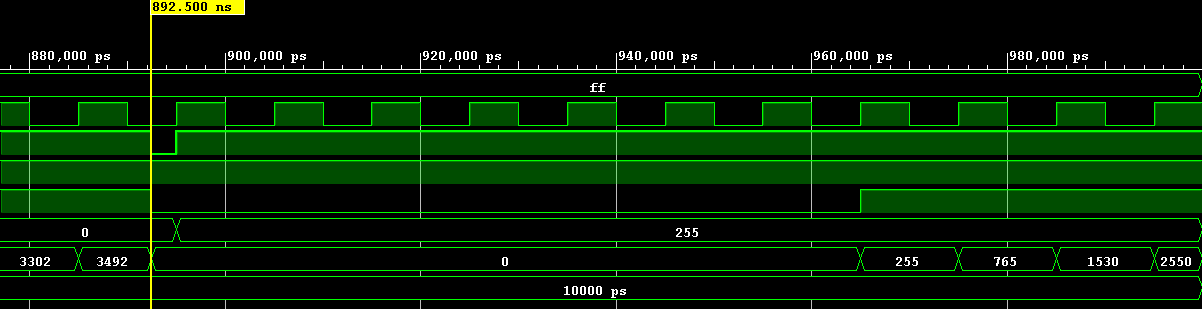 892.500 ns
880,000 ps 900,000 ps 920,000 ps 940,000 ps 960,000 ps 980,000 ps
ff
0 255
3302 3492 0 255 765 1530 2550
10000 ps